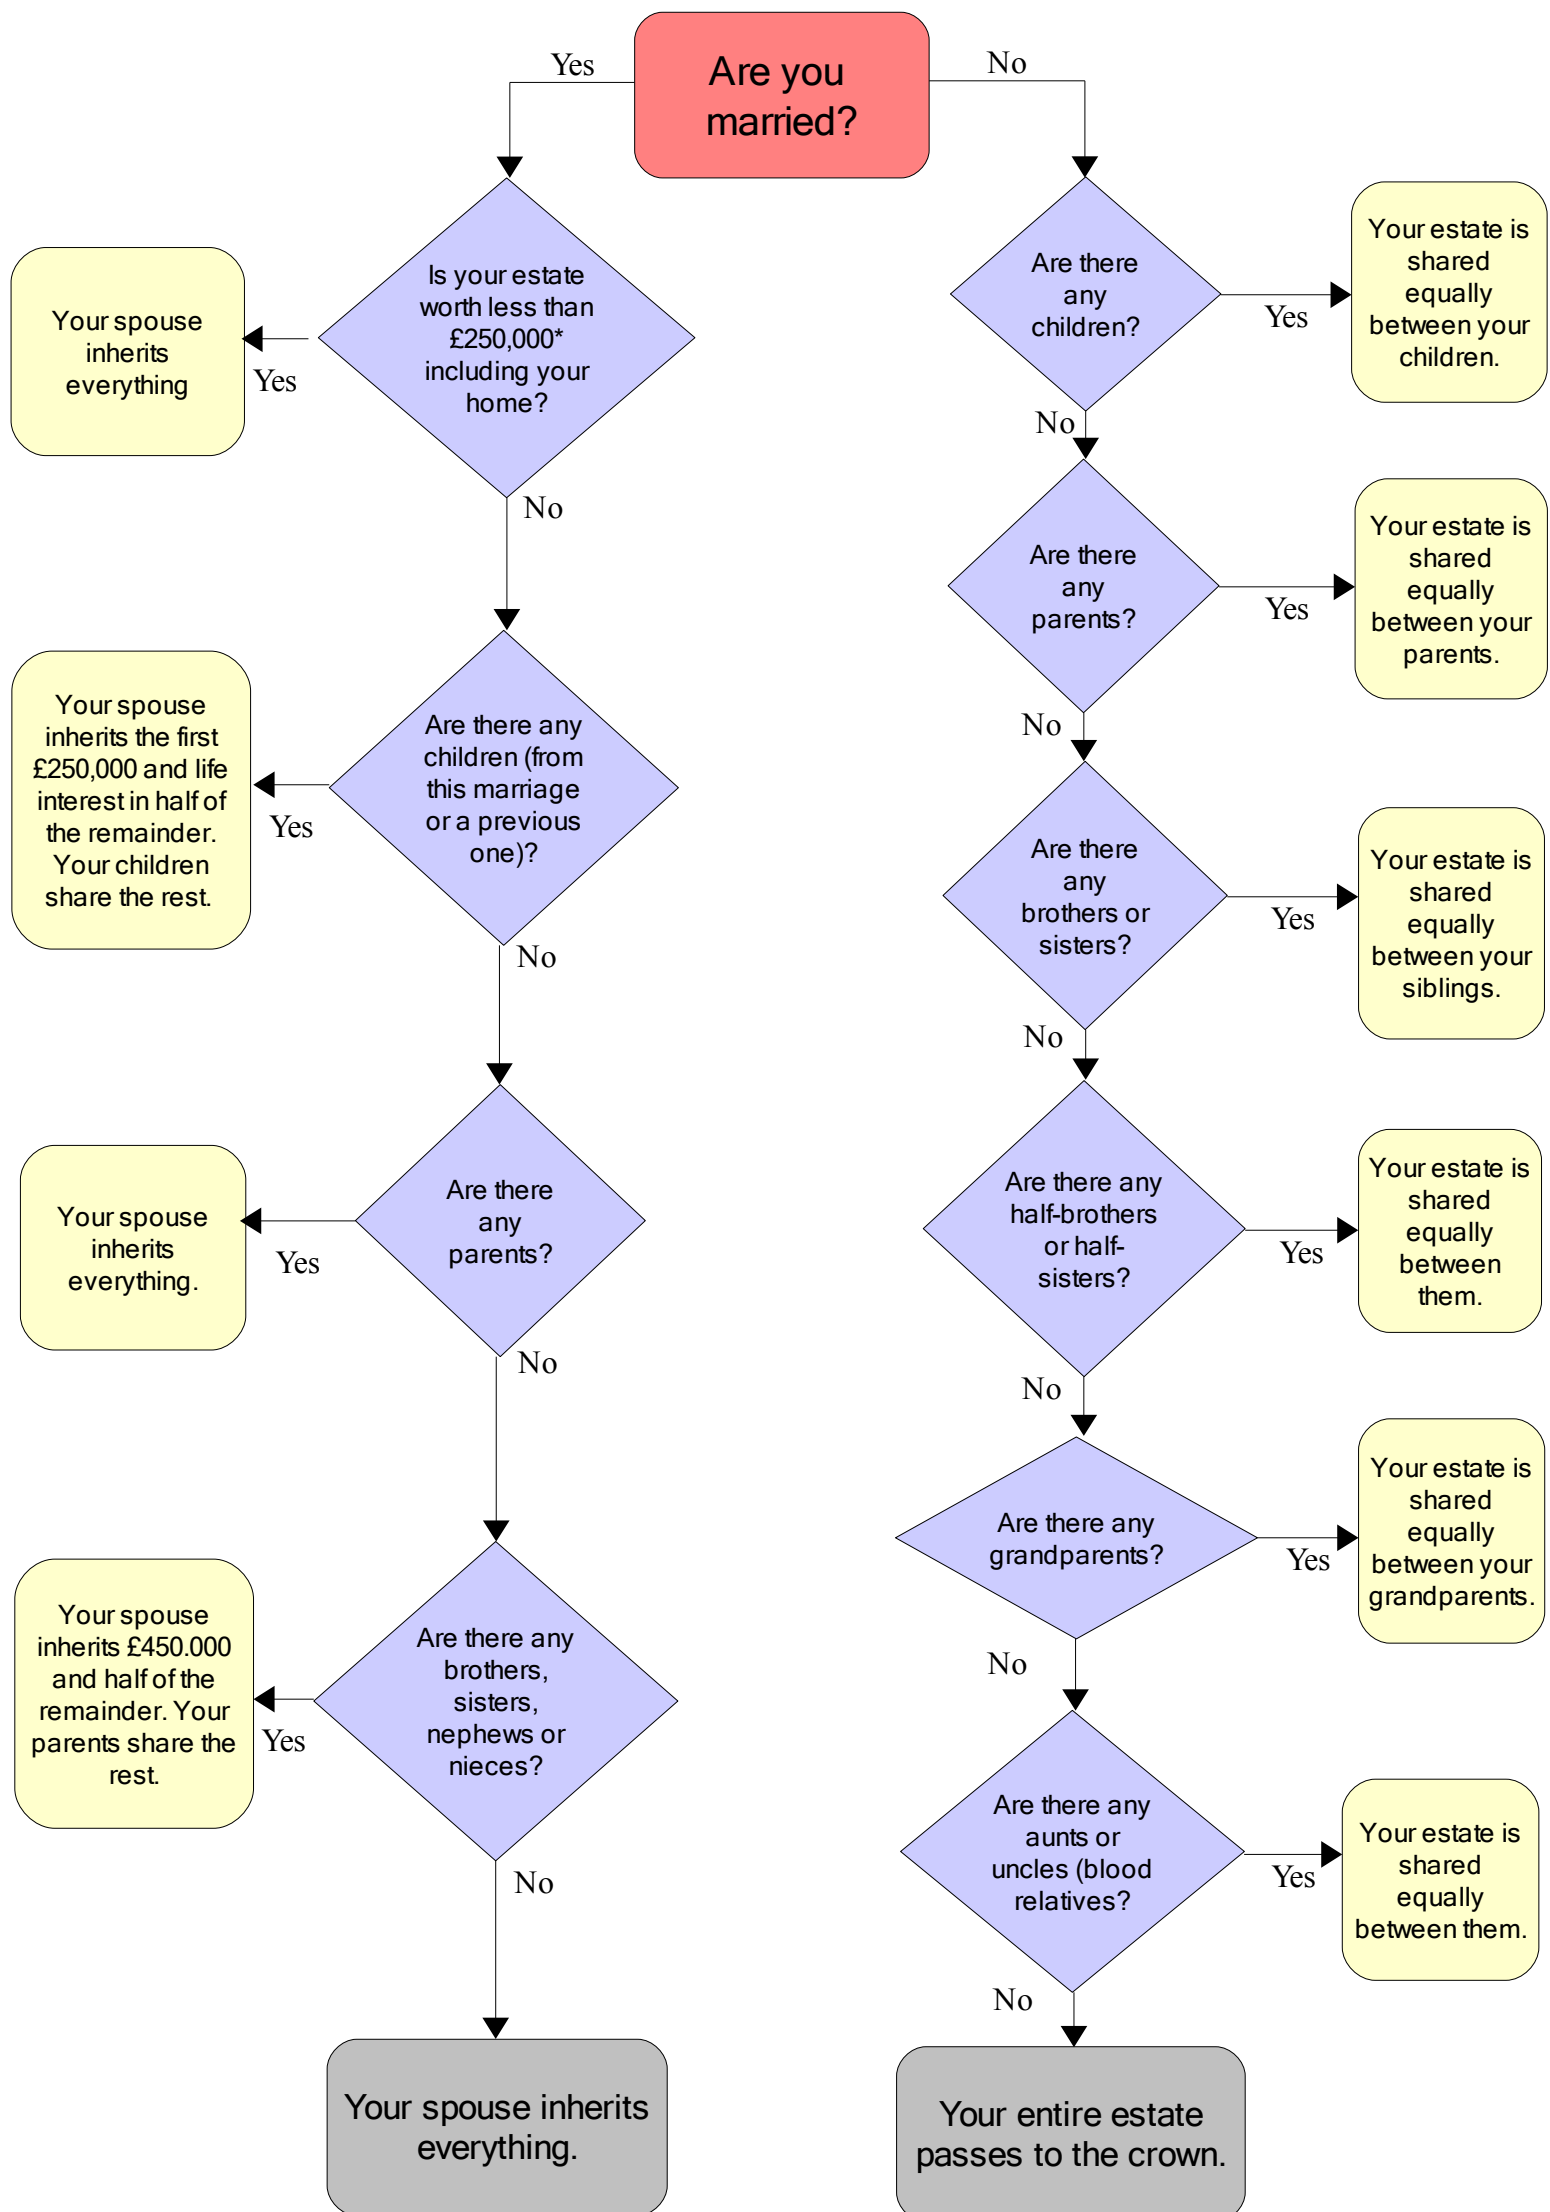 Are you
married?
Yes
No
Is your estate
worth less than
£250,000*
including your
home?
Yes
Your spouse
inherits
everything
No
Are there any
children (from
this marriage
or a previous
one)?
Yes
Your spouse
inherits the first
£250,000 and life
interest in half of
the remainder.
Your children
share the rest.
No
Are there
any
parents?
Yes
Your spouse
inherits
everything.
No
Are there any
brothers,
sisters,
nephews or
nieces?
Yes
Your spouse
inherits £450.000
and half of the
remainder. Your
parents share the
rest.
No
Your spouse inherits
everything.
Are there
any
children?
Yes
Your estate is
shared
equally
between your
children.
No
Are there
any
parents?
Yes
Your estate is
shared
equally
between your
parents.
No
Are there
any
brothers or
sisters?
Yes
Your estate is
shared
equally
between your
siblings.
No
Are there any
half-brothers
or half-
sisters?
Yes
Your estate is
shared
equally
between
them.
No
Are there any
grandparents?
Yes
Your estate is
shared
equally
between your
grandparents.
No
Are there any
aunts or
uncles (blood
relatives?
Yes
Your estate is
shared
equally
between them.
No
Your entire estate
passes to the crown.